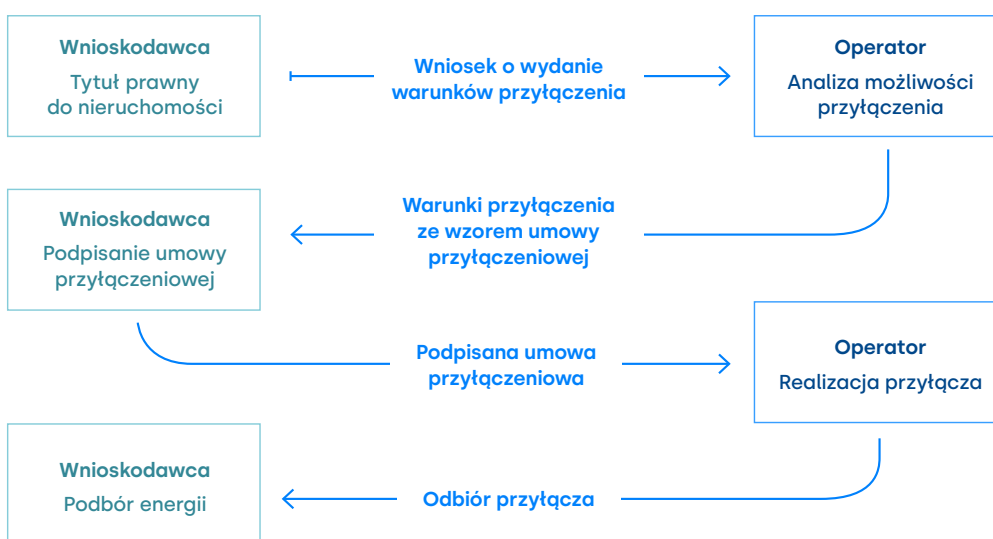 Wnioskodawca
Tytuł prawny
do nieruchomości
Wniosek o wydanie
warunków przyłączenia
Operator
Analiza możliwości
przyłączenia
Wnioskodawca
Podpisanie umowy
przyłączeniowej
Warunki przyłączenia
ze wzorem umowy
przyłączeniowej
Podpisana umowa
przyłączeniowa
Operator
Realizacja przyłącza
Wnioskodawca
Podbór energii
Odbiór przyłącza